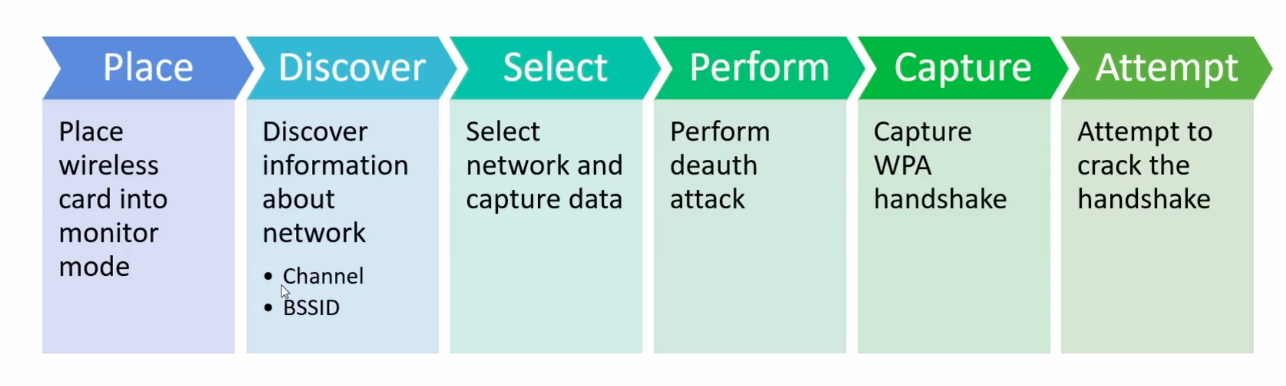 Place
Discover
Select
Perform
Capture
Attempt
Place
wireless
card into
monitor
mode
Discover
information
about
network
• Channel
• BSSID
Select
network and
capture data
Perform
deauth
attack
Capture
WPA
handshake
Attempt to
crack the
handshake